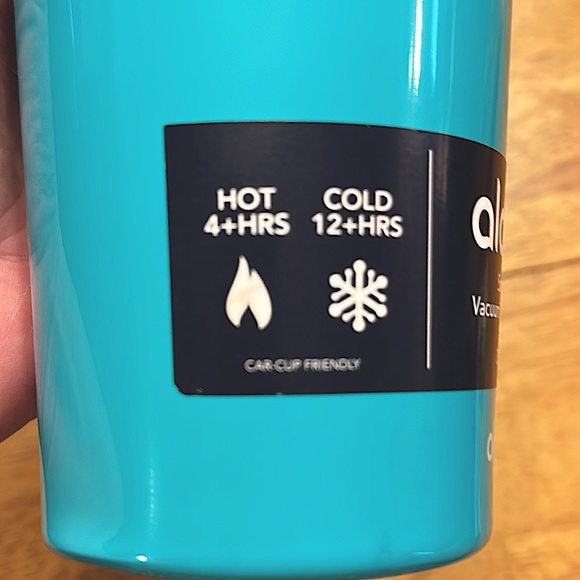 HOT
4+HRS
COLD
12+HRS
CAR-CUP FRIENDLY